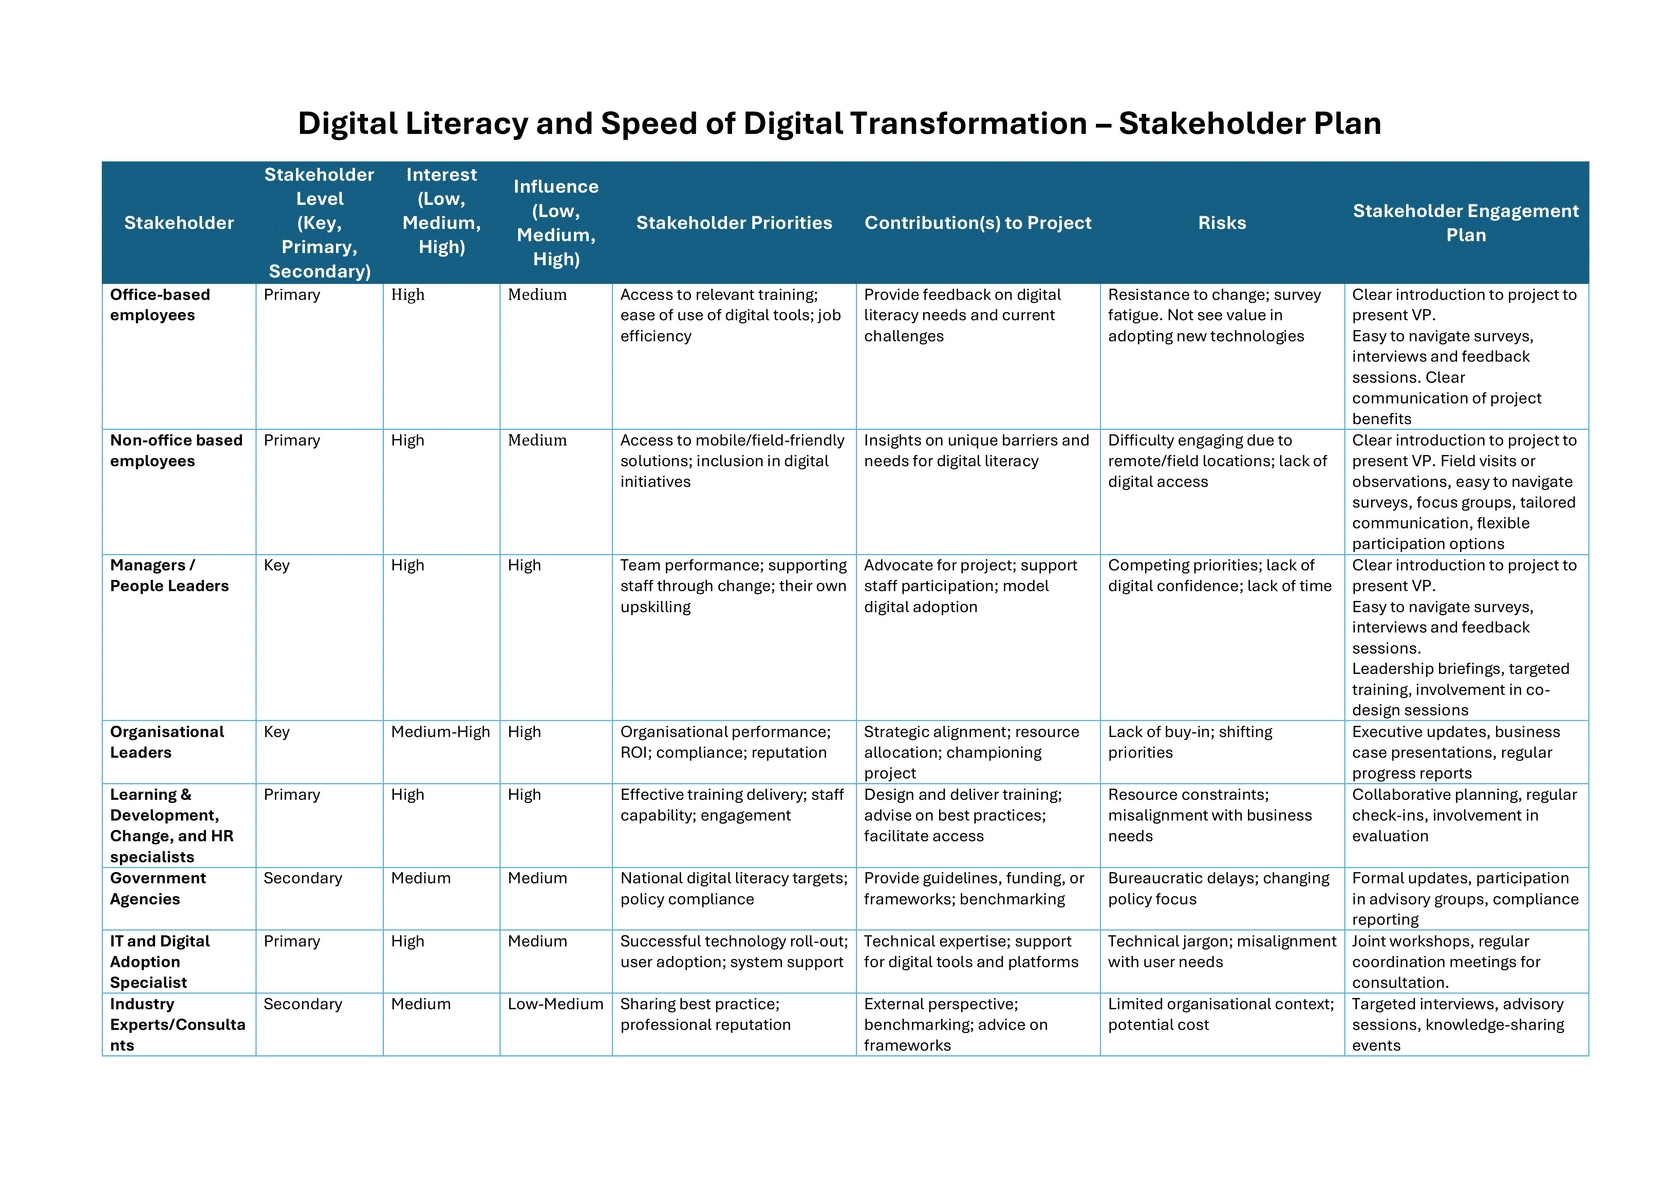 Digital Literacy and Speed of Digital Transformation – Stakeholder Plan
Stakeholder
Stakeholder
Level
(Key,
Primary,
Secondary)
Interest
(Low,
Medium,
High)
Influence
(Low,
Medium,
High)
Stakeholder Priorities
Contribution(s) to Project
Risks
Stakeholder Engagement
Plan
Office-based
employees
Primary
High
Medium
Access to relevant training;
ease of use of digital tools; job
efficiency
Provide feedback on digital
literacy needs and current
challenges
Resistance to change; survey
fatigue. Not see value in
adopting new technologies
Clear introduction to project to
present VP.
Easy to navigate surveys,
interviews and feedback
sessions. Clear
communication of project
benefits
Non-office based
employees
Primary
High
Medium
Access to mobile/field-friendly
solutions; inclusion in digital
initiatives
Insights on unique barriers and
needs for digital literacy
Difficulty engaging due to
remote/field locations; lack of
digital access
Clear introduction to project to
present VP. Field visits or
observations, easy to navigate
surveys, focus groups, tailored
communication, flexible
participation options
Managers /
People Leaders
Key
High
High
Team performance; supporting
staff through change; their own
upskilling
Advocate for project; support
staff participation; model
digital adoption
Competing priorities; lack of
digital confidence; lack of time
Clear introduction to project to
present VP.
Easy to navigate surveys,
interviews and feedback
sessions.
Leadership briefings, targeted
training, involvement in co-
design sessions
Organisational
Leaders
Key
Medium-High
High
Organisational performance;
ROI; compliance; reputation
Strategic alignment; resource
allocation; championing
project
Lack of buy-in; shifting
priorities
Executive updates, business
case presentations, regular
progress reports
Learning &
Development,
Change, and HR
specialists
Primary
High
High
Effective training delivery; staff
capability; engagement
Design and deliver training;
advise on best practices;
facilitate access
Resource constraints;
misalignment with business
needs
Collaborative planning, regular
check-ins, involvement in
evaluation
Government
Agencies
Secondary
Medium
Medium
National digital literacy targets;
policy compliance
Provide guidelines, funding, or
frameworks; benchmarking
Bureaucratic delays; changing
policy focus
Formal updates, participation
in advisory groups, compliance
reporting
IT and Digital
Adoption
Specialist
Primary
High
Medium
Successful technology roll-out;
user adoption; system support
Technical expertise; support
for digital tools and platforms
Technical jargon; misalignment
with user needs
Joint workshops, regular
coordination meetings for
consultation.
Industry
Experts/Consulta
nts
Secondary
Medium
Low-Medium
Sharing best practice;
professional reputation
External perspective;
benchmarking; advice on
frameworks
Limited organisational context;
potential cost
Targeted interviews, advisory
sessions, knowledge-sharing
events